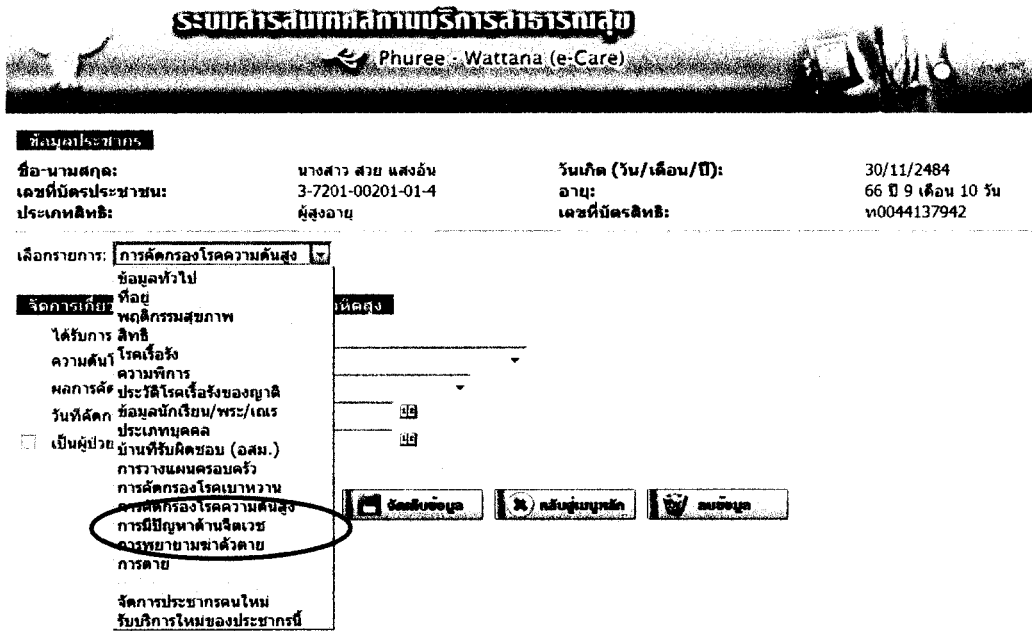 ระบบสารสนเทศสถานบริการสาธารณสุข
Phuree - Wattana (e-Care)
ข้อมูลประชากร
ชื่อ-นามสกุล: นางสาว สวย แสงอ้น วันเกิด (วัน/เดือน/ปี): 30/11/2484
เลขที่บัตรประชาชน: 3-7201-00201-01-4 อายุ: 66 ปี 9 เดือน 10 วัน
ประเภทสิทธิ: ผู้สูงอายุ เลขที่บัตรสิทธิ: ท0044137942
เลือกรายการ: การคัดกรองโรคความดันสูง
ข้อมูลทั่วไป
ที่อยู่
จัดการเกี่ยว หิตสูง
พฤติกรรมสุขภาพ
ได้รับการ สิทธิ
โรคเรื้อรัง
ความดันโ
ความพิการ
ผลการคัด ประวัติโรคเรื้อรังของญาติ
วันที่คัดก ข้อมูลนักเรียน/พระ/เณร
ประเภทบุคคล
เป็นผู้ป่วย บ้านที่รับผิดชอบ (อสม.)
การวางแผนครอบครัว
การคัดกรองโรคเบาหวาน
การคัดกรองโรคความดันสูง จัดเก็บข้อมูล กลับสู่เมนูหลัก ลบข้อมูล
การมีปัญหาด้านจิตเวช
การพยายามฆ่าตัวตาย
การตาย
จัดการประชากรคนใหม่
รับบริการใหม่ของประชากรนี้